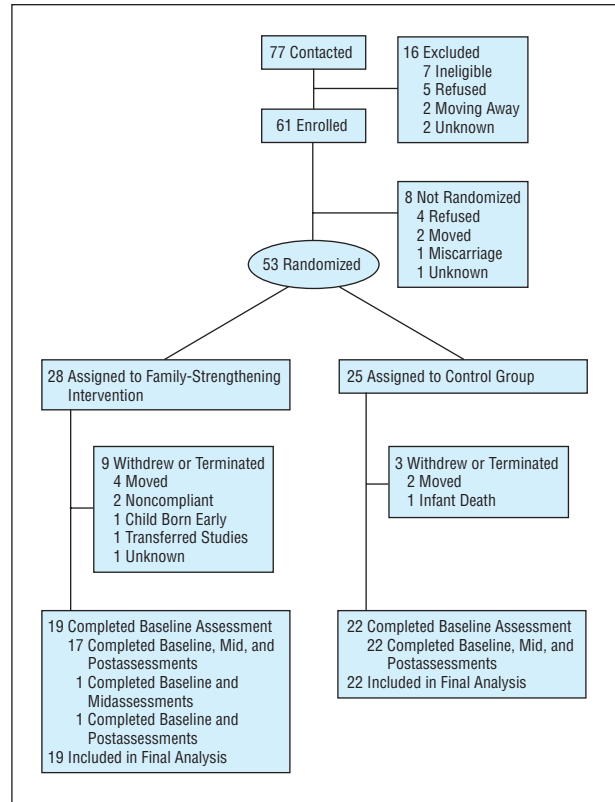 77 Contacted
16 Excluded
7 Ineligible
5 Refused
2 Moving Away
2 Unknown
61 Enrolled
8 Not Randomized
4 Refused
2 Moved
1 Miscarriage
1 Unknown
53 Randomized
28 Assigned to Family-Strengthening
Intervention
25 Assigned to Control Group
9 Withdrew or Terminated
4 Moved
2 Noncompliant
1 Child Born Early
1 Transferred Studies
1 Unknown
3 Withdrew or Terminated
2 Moved
1 Infant Death
19 Completed Baseline Assessment
17 Completed Baseline, Mid, and
Postassessments
1 Completed Baseline and
Midassessments
1 Completed Baseline and
Postassessments
19 Included in Final Analysis
22 Completed Baseline Assessment
22 Completed Baseline, Mid, and
Postassessments
22 Included in Final Analysis